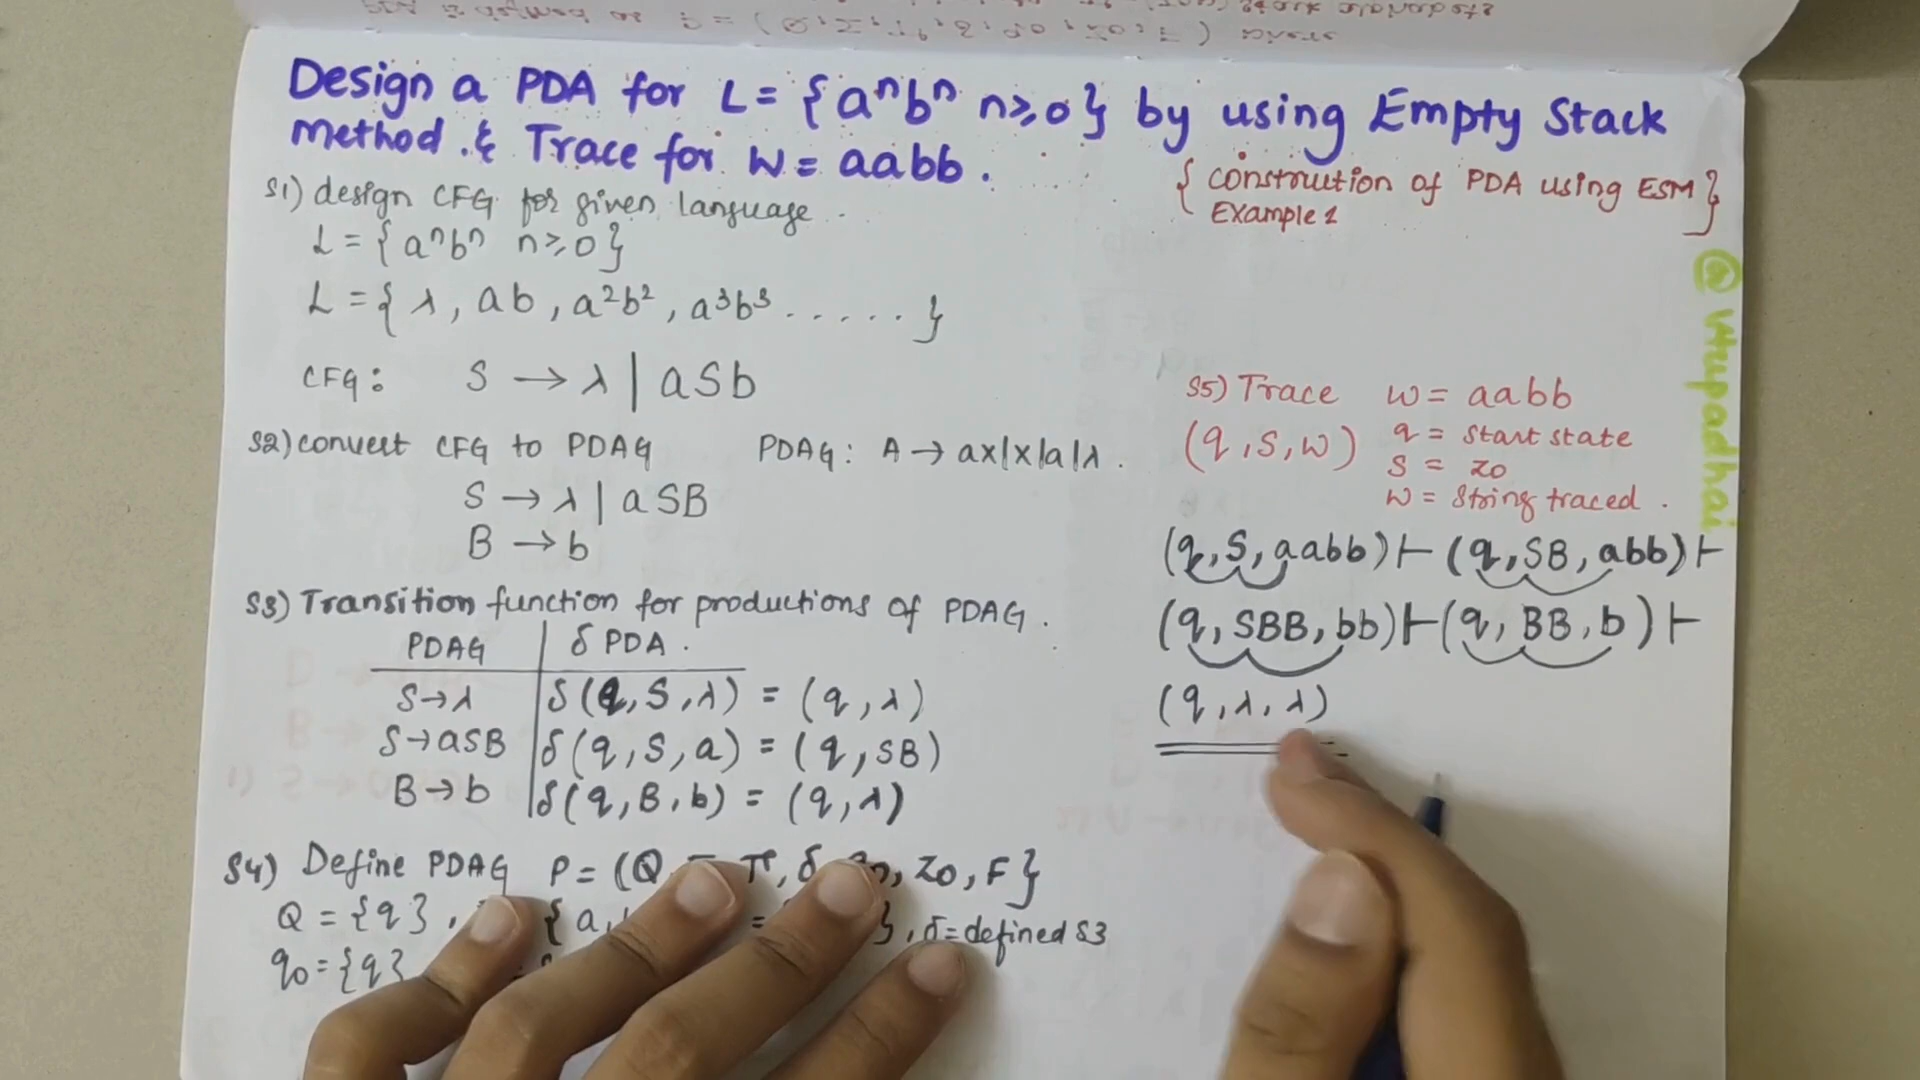 Design a PDA for L = {aⁿbⁿ n≥0} by using Empty Stack
Method. & Trace for W = aabb.
{construction of PDA using ESM}
Example 1
S1) design CFG for given language.
L = {aⁿbⁿ n≥0}
L = {λ, ab, a²b², a³b³ ..... }
CFG: S → λ | aSb
S2) convert CFG to PDAG PDAG: A → ax|x|a|λ.
S → λ | aSB
B → b
S3) Transition function for productions of PDAG.
PDAG | δ PDA.
S→λ | δ(q, S, λ) = (q, λ)
S→aSB | δ(q, S, a) = (q, SB)
B→b | δ(q, B, b) = (q, λ)
S4) Define PDAG P = (Q, δ, Z0, F}
Q = {q}, {a, }, δ = defined S3
q0 = {q}
S5) Trace W = aabb
(q, S, W) q = Start state
S = Z0
W = String traced.
(q, S, aabb) ⊢ (q, SB, abb) ⊢
(q, SBB, bb) ⊢ (q, BB, b) ⊢
(q, λ, λ)
@Vtupadhai